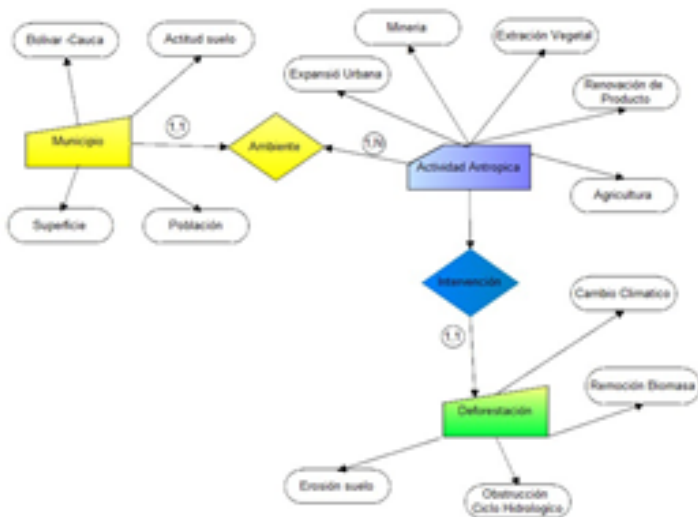 Mineria
Bolivar -Cauca
Actitud suelo
Extración Vegetal
Expansió Urbana
Renovación de
Producto
Municipio
1.1
Ambiente
1.N
Actividad Antropica
Agricultura
Superficie
Población
Intervención
Cambio Climatico
1.1
Remoción Biomasa
Deforestación
Erosión suelo
Obstrucción
Ciclo Hidrologico